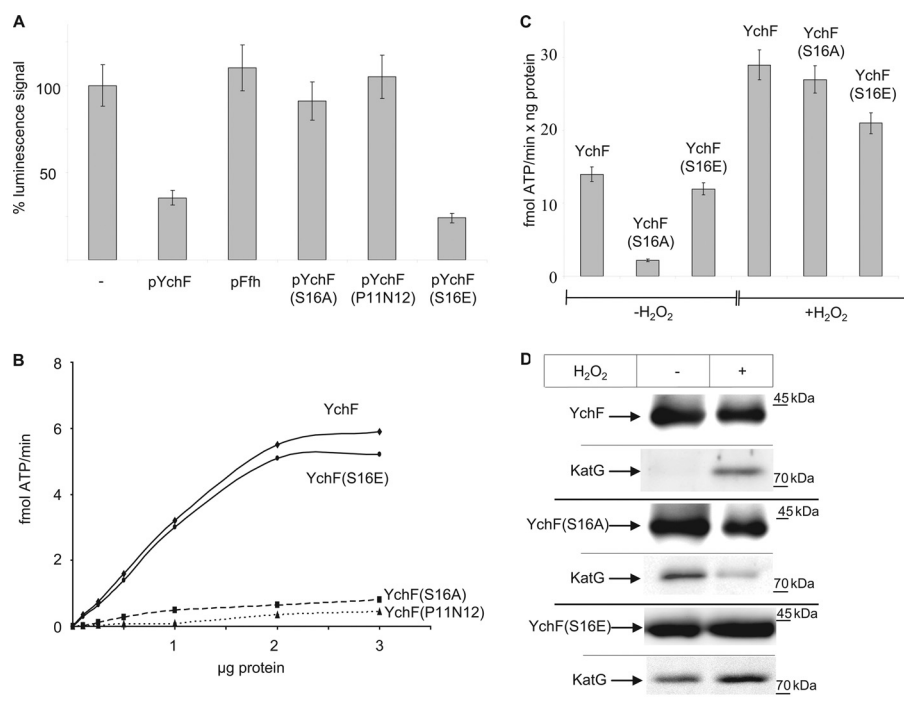 A
% luminescence signal
100
50
-
pYchF
pFfh
pYchF
(S16A)
pYchF
(P11N12)
pYchF
(S16E)
B
fmol ATP/min
8
6
4
2
0
1
2
3
µg protein
YchF
YchF(S16E)
YchF(S16A)
YchF(P11N12)
C
fmol ATP/min x ng protein
30
20
10
0
YchF
YchF
(S16A)
YchF
(S16E)
YchF
YchF
(S16A)
YchF
(S16E)
-H₂O₂
+H₂O₂
D
H₂O₂
-
+
YchF
45 kDa
KatG
70 kDa
YchF(S16A)
45 kDa
KatG
70 kDa
YchF(S16E)
45 kDa
KatG
70 kDa